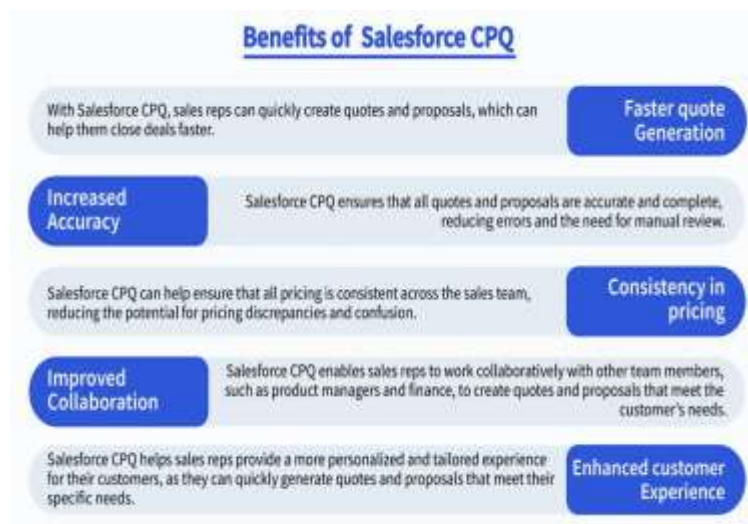 Benefits of Salesforce CPQ
With Salesforce CPQ, sales reps can quickly create quotes and proposals, which can
help them close deals faster.
Faster quote
Generation
Increased
Accuracy
Salesforce CPQ ensures that all quotes and proposals are accurate and complete,
reducing errors and the need for manual review.
Salesforce CPQ can help ensure that all pricing is consistent across the sales team,
reducing the potential for pricing discrepancies and confusion.
Consistency in
pricing
Improved
Collaboration
Salesforce CPQ enables sales reps to work collaboratively with other team members,
such as product managers and finance, to create quotes and proposals that meet the
customer's needs.
Salesforce CPQ helps sales reps provide a more personalized and tailored experience
for their customers, as they can quickly generate quotes and proposals that meet their
specific needs.
Enhanced customer
Experience